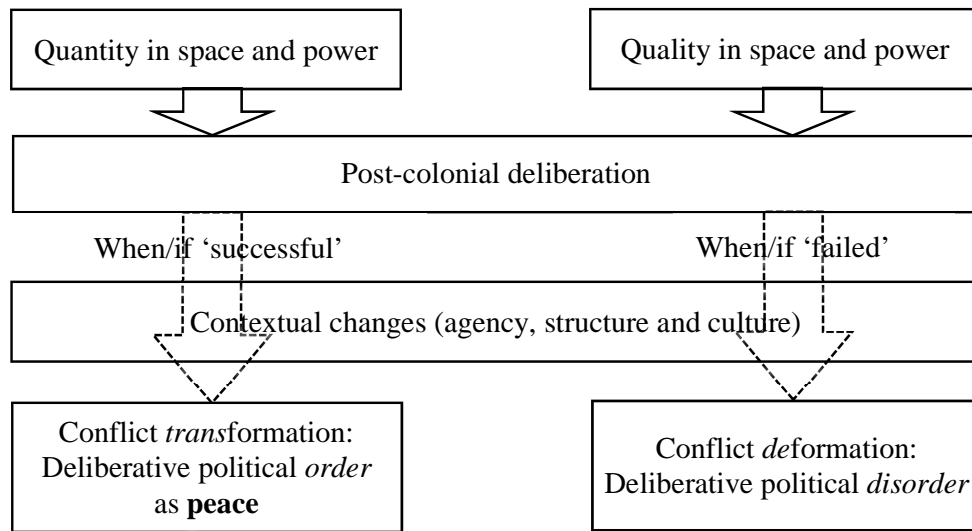 Quantity in space and power
Quality in space and power
Post-colonial deliberation
When/if ‘successful’
When/if ‘failed’
Contextual changes (agency, structure and culture)
Conflict transformation:
Deliberative political order
as peace
Conflict deformation:
Deliberative political disorder